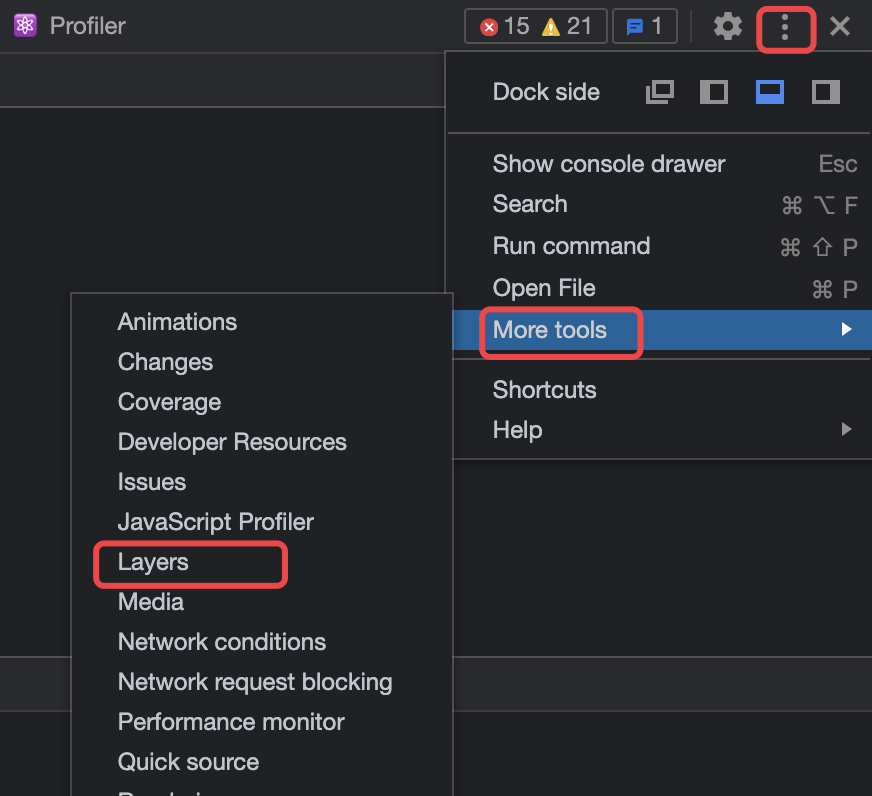 Profiler 15 21 1
Dock side
Show console drawer Esc
Search ⌘ ⌥ F
Run command ⌘ ⇧ P
Open File ⌘ P
More tools
Shortcuts
Help
Animations
Changes
Coverage
Developer Resources
Issues
JavaScript Profiler
Layers
Media
Network conditions
Network request blocking
Performance monitor
Quick source